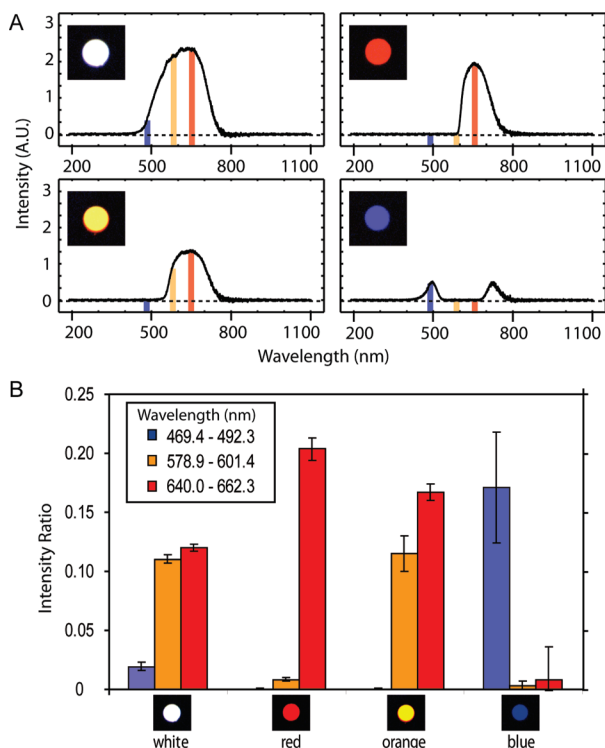 A
Intensity (A.U.)
3
2
1
0
200 500 800 1100
200 500 800 1100
3
2
1
0
200 500 800 1100
200 500 800 1100
Wavelength (nm)
B
Intensity Ratio
0.25
0.20
0.15
0.10
0.05
0
Wavelength (nm)
469.4 - 492.3
578.9 - 601.4
640.0 - 662.3
white red orange blue